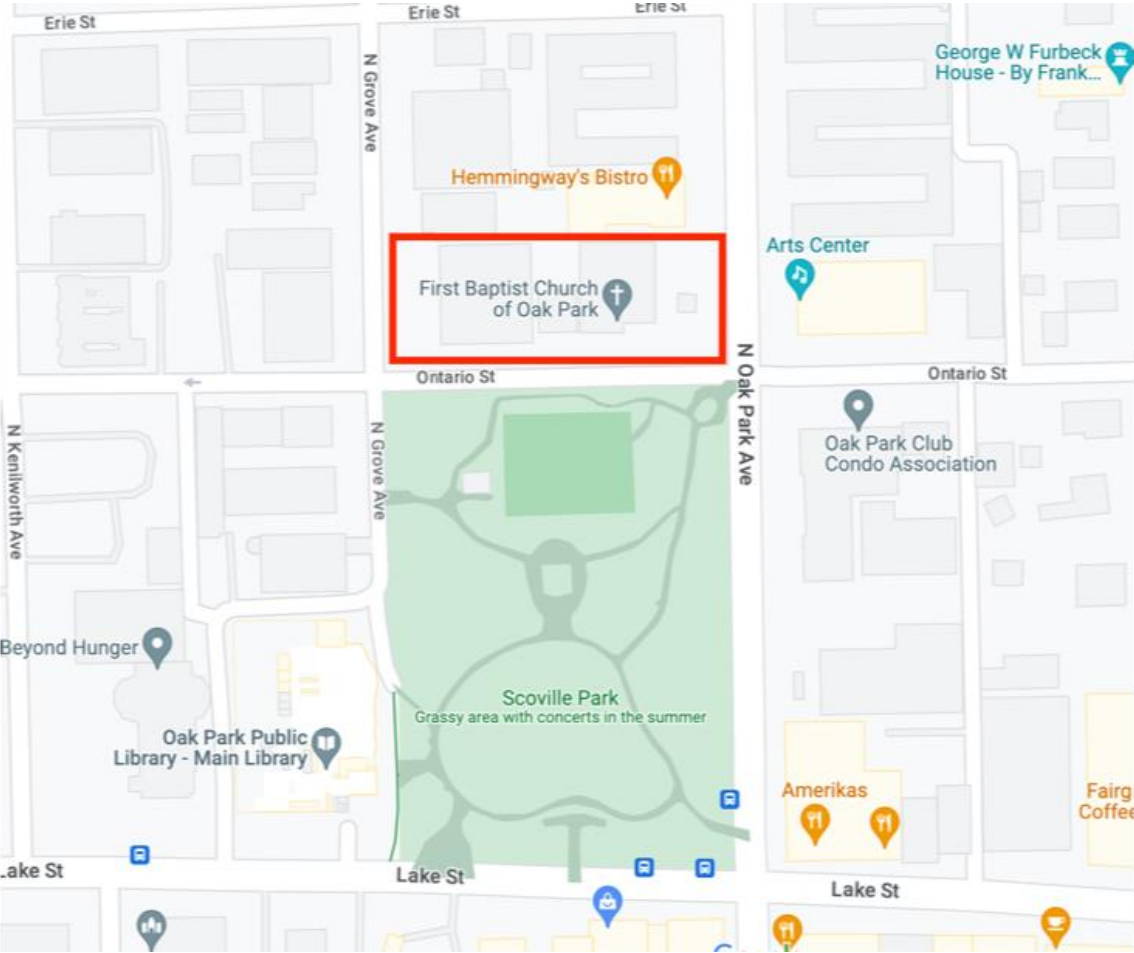 Erie St
Erie St
Erie St
N Grove Ave
George W Furbeck
House - By Frank...
Hemmingway's Bistro
Arts Center
First Baptist Church
of Oak Park
Ontario St
Ontario St
N Oak Park Ave
N Kenilworth Ave
N Grove Ave
Oak Park Club
Condo Association
Beyond Hunger
Scoville Park
Grassy area with concerts in the summer
Oak Park Public
Library - Main Library
Amerikas
Fairg
Coffee
Lake St
Lake St
Lake St